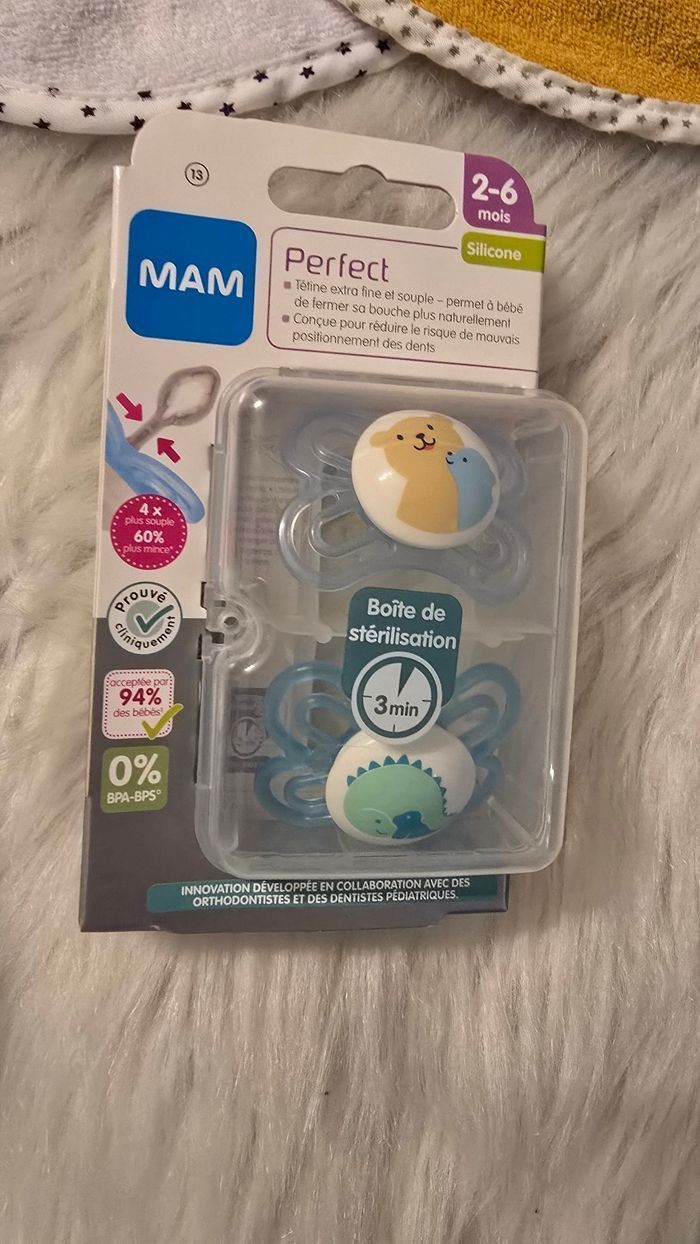 13
2-6
mois
Silicone
MAM
Perfect
Tétine extra fine et souple – permet à bébé
de fermer sa bouche plus naturellement
Conçue pour réduire le risque de mauvais
positionnement des dents
4 x
plus souple
60%
plus mince*
Prouvé
cliniquement
acceptée par
94%
des bébés¹
0%
BPA-BPS°
Boîte de
stérilisation
3 min
INNOVATION DÉVELOPPÉE EN COLLABORATION AVEC DES
ORTHODONTISTES ET DES DENTISTES PÉDIATRIQUES.